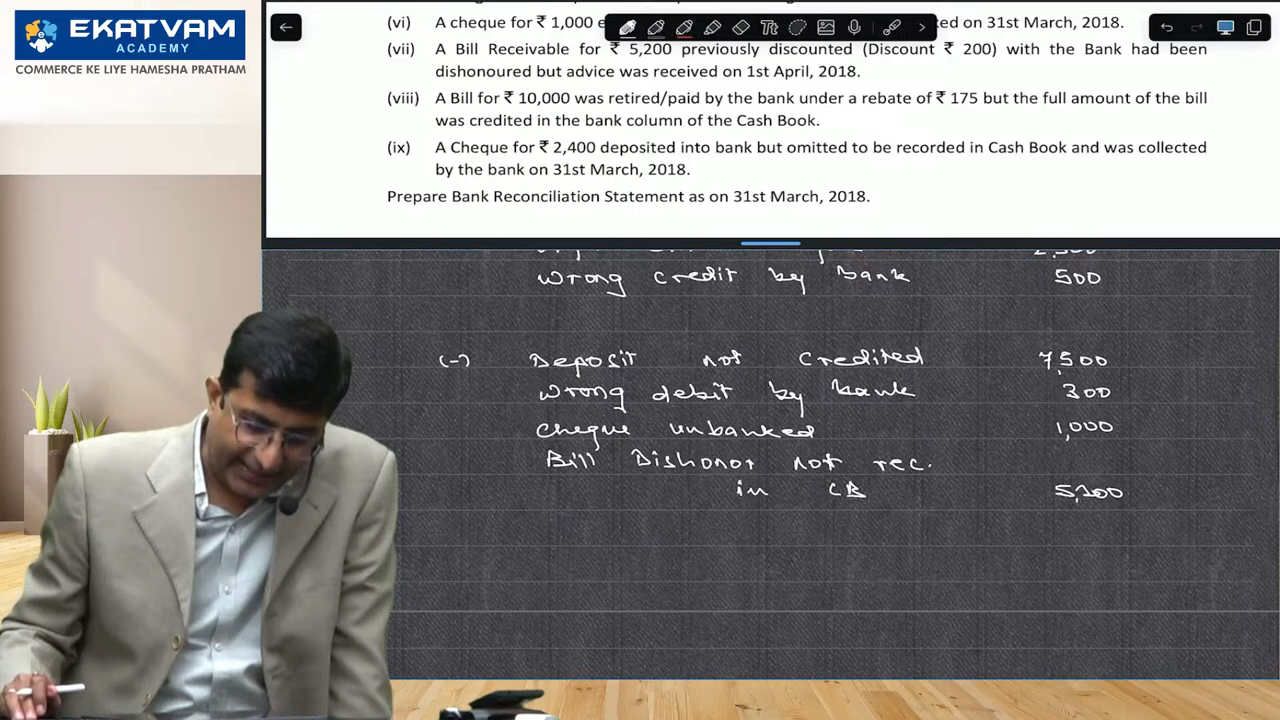 EKATVAM
ACADEMY
COMMERCE KE LIYE HAMESHA PRATHAM
(vi) A cheque for ₹ 1,000 ed on 31st March, 2018.
(vii) A Bill Receivable for ₹ 5,200 previously discounted (Discount ₹ 200) with the Bank had been
dishonoured but advice was received on 1st April, 2018.
(viii) A Bill for ₹ 10,000 was retired/paid by the bank under a rebate of ₹ 175 but the full amount of the bill
was credited in the bank column of the Cash Book.
(ix) A Cheque for ₹ 2,400 deposited into bank but omitted to be recorded in Cash Book and was collected
by the bank on 31st March, 2018.
Prepare Bank Reconciliation Statement as on 31st March, 2018.
Wrong credit by bank 500
(-) Deposit not credited 7,500
Wrong debit by bank 300
cheque unbanked 1,000
Bill Dishonor not rec.
in CB 5,200